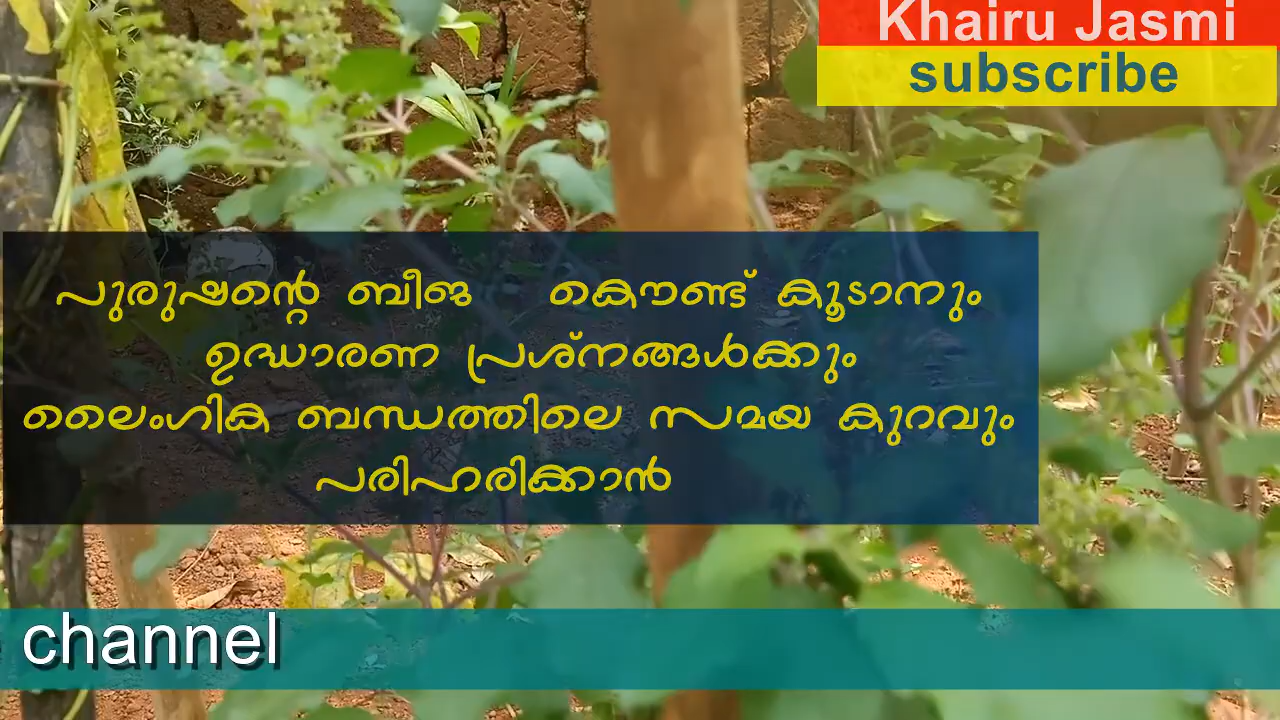 Khairu Jasmi
subscribe
പുരുഷന്റെ ബീജ കൌണ്ട് കൂടാനും
ഉദ്ധാരണ പ്രശ്നങ്ങൾക്കും
ലൈംഗിക ബന്ധത്തിലെ സമയ കുറവും
പരിഹരിക്കാൻ
channel